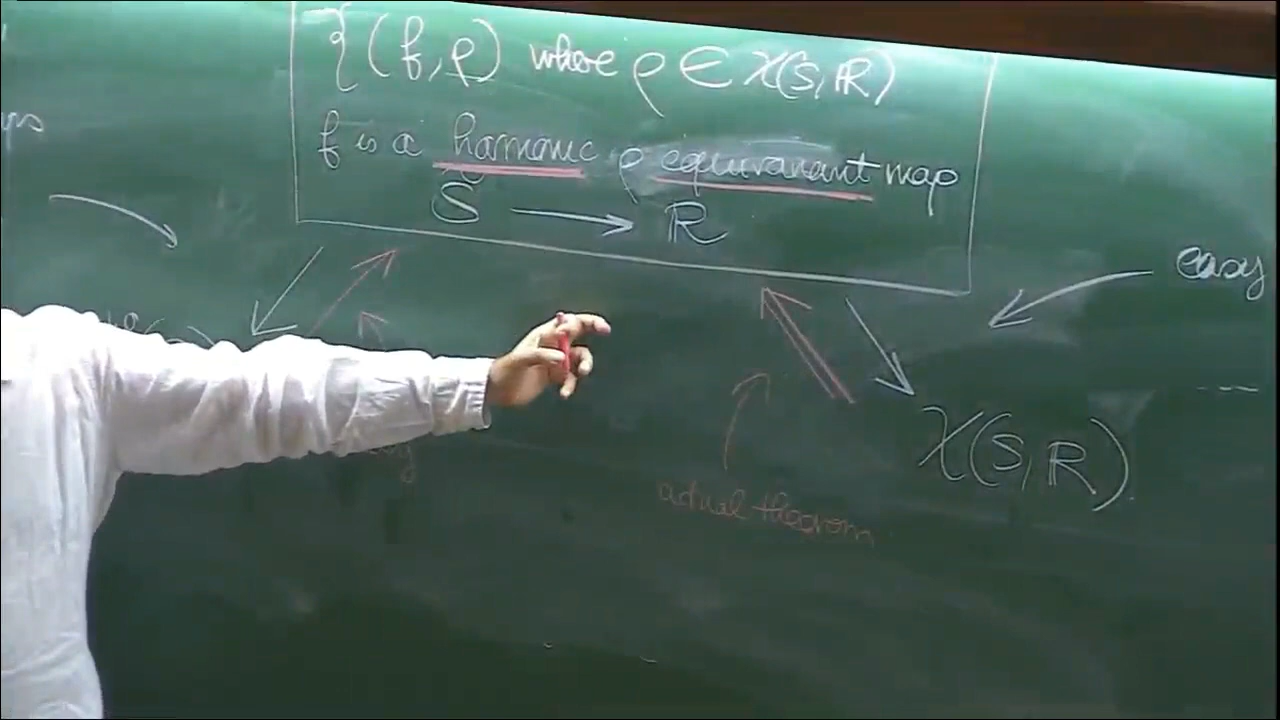 {(f, ρ) where ρ ∈ χ(S, ℝ)
f is a harmonic ρ equivariant map
S̃ → ℝ
easy
χ(S, ℝ)
actual theorem